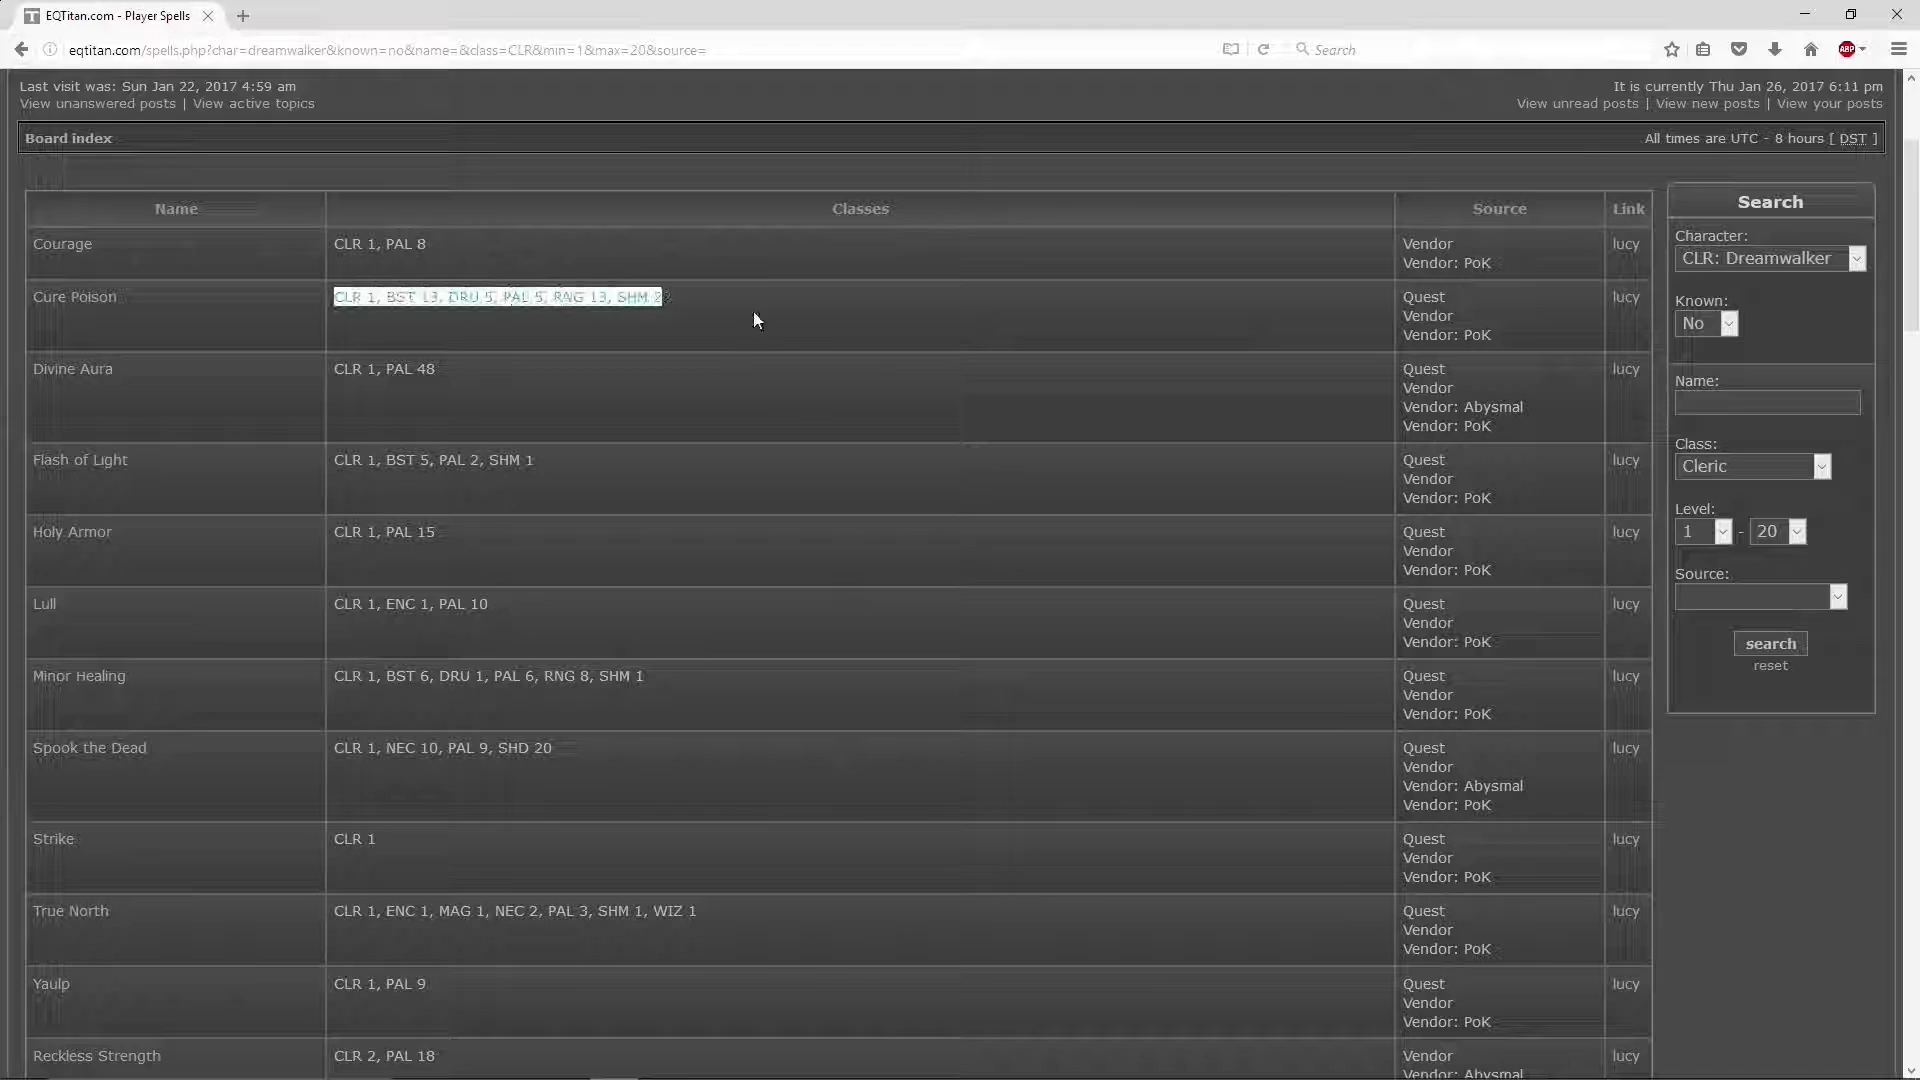 EQTitan.com - Player Spells
eqtitan.com/spells.php?char=dreamwalker&known=no&name=&class=CLR&min=1&max=20&source=
Search
ABP
Last visit was: Sun Jan 22, 2017 4:59 am
It is currently Thu Jan 26, 2017 6:11 pm
View unanswered posts | View active topics
View unread posts | View new posts | View your posts
Board index
All times are UTC - 8 hours [ DST ]
Name Classes Source Link
Courage CLR 1, PAL 8 Vendor lucy
Vendor: PoK
Cure Poison CLR 1, BST 13, DRU 5, PAL 5, RNG 13, SHM Quest lucy
Vendor
Vendor: PoK
Divine Aura CLR 1, PAL 48 Quest lucy
Vendor
Vendor: Abysmal
Vendor: PoK
Flash of Light CLR 1, BST 5, PAL 2, SHM 1 Quest lucy
Vendor
Vendor: PoK
Holy Armor CLR 1, PAL 15 Quest lucy
Vendor
Vendor: PoK
Lull CLR 1, ENC 1, PAL 10 Quest lucy
Vendor
Vendor: PoK
Minor Healing CLR 1, BST 6, DRU 1, PAL 6, RNG 8, SHM 1 Quest lucy
Vendor
Vendor: PoK
Spook the Dead CLR 1, NEC 10, PAL 9, SHD 20 Quest lucy
Vendor
Vendor: Abysmal
Vendor: PoK
Strike CLR 1 Quest lucy
Vendor
Vendor: PoK
True North CLR 1, ENC 1, MAG 1, NEC 2, PAL 3, SHM 1, WIZ 1 Quest lucy
Vendor
Vendor: PoK
Yaulp CLR 1, PAL 9 Quest lucy
Vendor
Vendor: PoK
Reckless Strength CLR 2, PAL 18 Vendor lucy
Vendor: Abysmal
Search
Character:
CLR: Dreamwalker
Known:
No
Name:
Class:
Cleric
Level:
1 - 20
Source:
search
reset